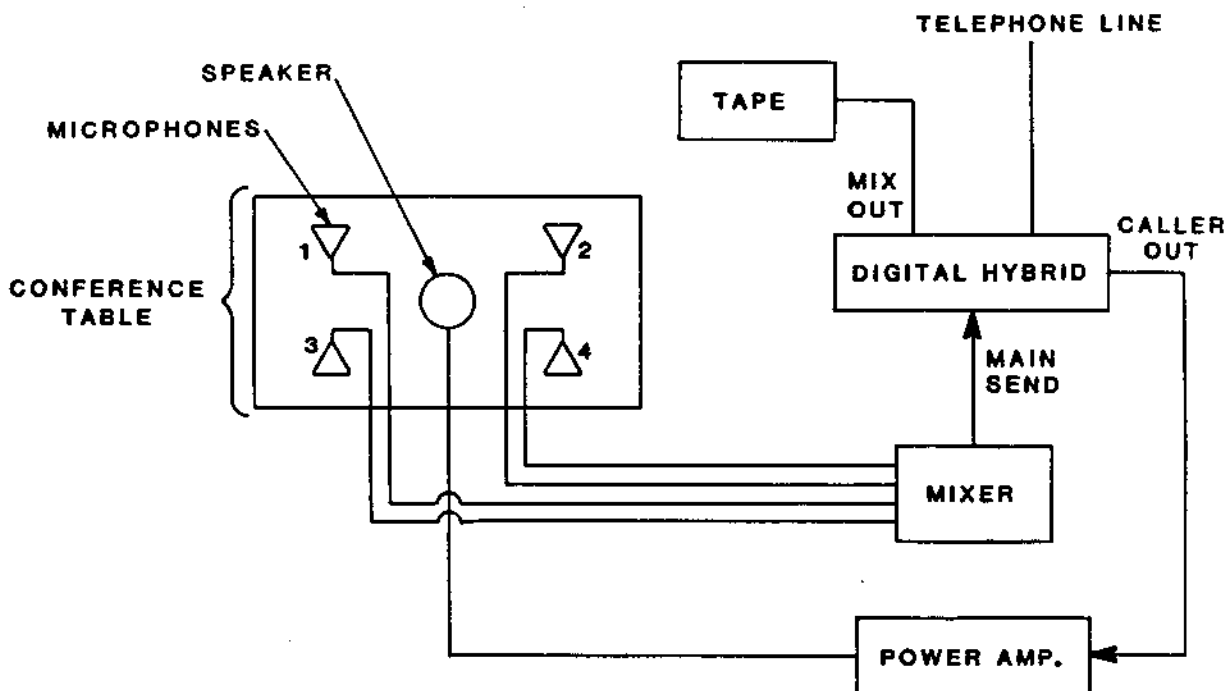 TELEPHONE LINE
SPEAKER
TAPE
MICROPHONES
MIX
OUT
CALLER
OUT
1
2
DIGITAL HYBRID
CONFERENCE
TABLE
3
4
MAIN
SEND
MIXER
POWER AMP.